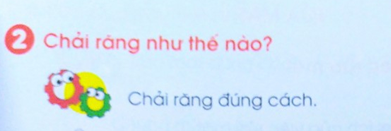 2 Chải răng như thế nào?
Chải răng đúng cách.